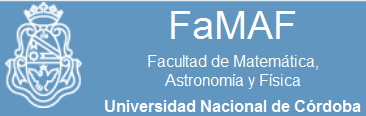 FaMAF
Facultad de Matemática,
Astronomía y Física
Universidad Nacional de Córdoba